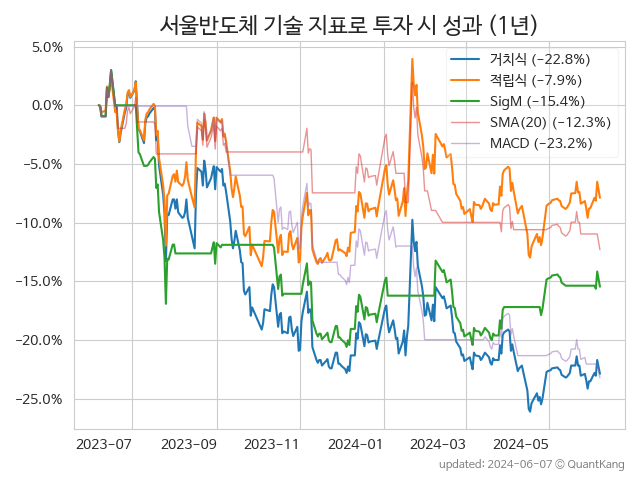 서울반도체 기술 지표로 투자 시 성과 (1년)
거치식 (−22.8%)
적립식 (−7.9%)
SigM (−15.4%)
SMA(20) (−12.3%)
MACD (−23.2%)
5.0%
0.0%
−5.0%
−10.0%
−15.0%
−20.0%
−25.0%
2023-07 2023-09 2023-11 2024-01 2024-03 2024-05
updated: 2024-06-07 © QuantKang